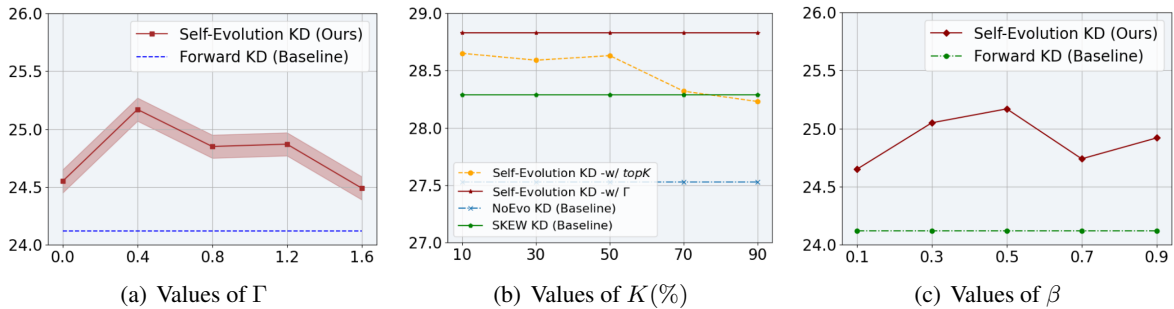 26.0
25.5
25.0
24.5
24.0
0.0 0.4 0.8 1.2 1.6
Self-Evolution KD (Ours)
Forward KD (Baseline)
(a) Values of Γ
29.0
28.5
28.0
27.5
27.0
10 30 50 70 90
Self-Evolution KD -w/ topK
Self-Evolution KD -w/ Γ
NoEvo KD (Baseline)
SKEW KD (Baseline)
(b) Values of K(%)
26.0
25.5
25.0
24.5
24.0
0.1 0.3 0.5 0.7 0.9
Self-Evolution KD (Ours)
Forward KD (Baseline)
(c) Values of β